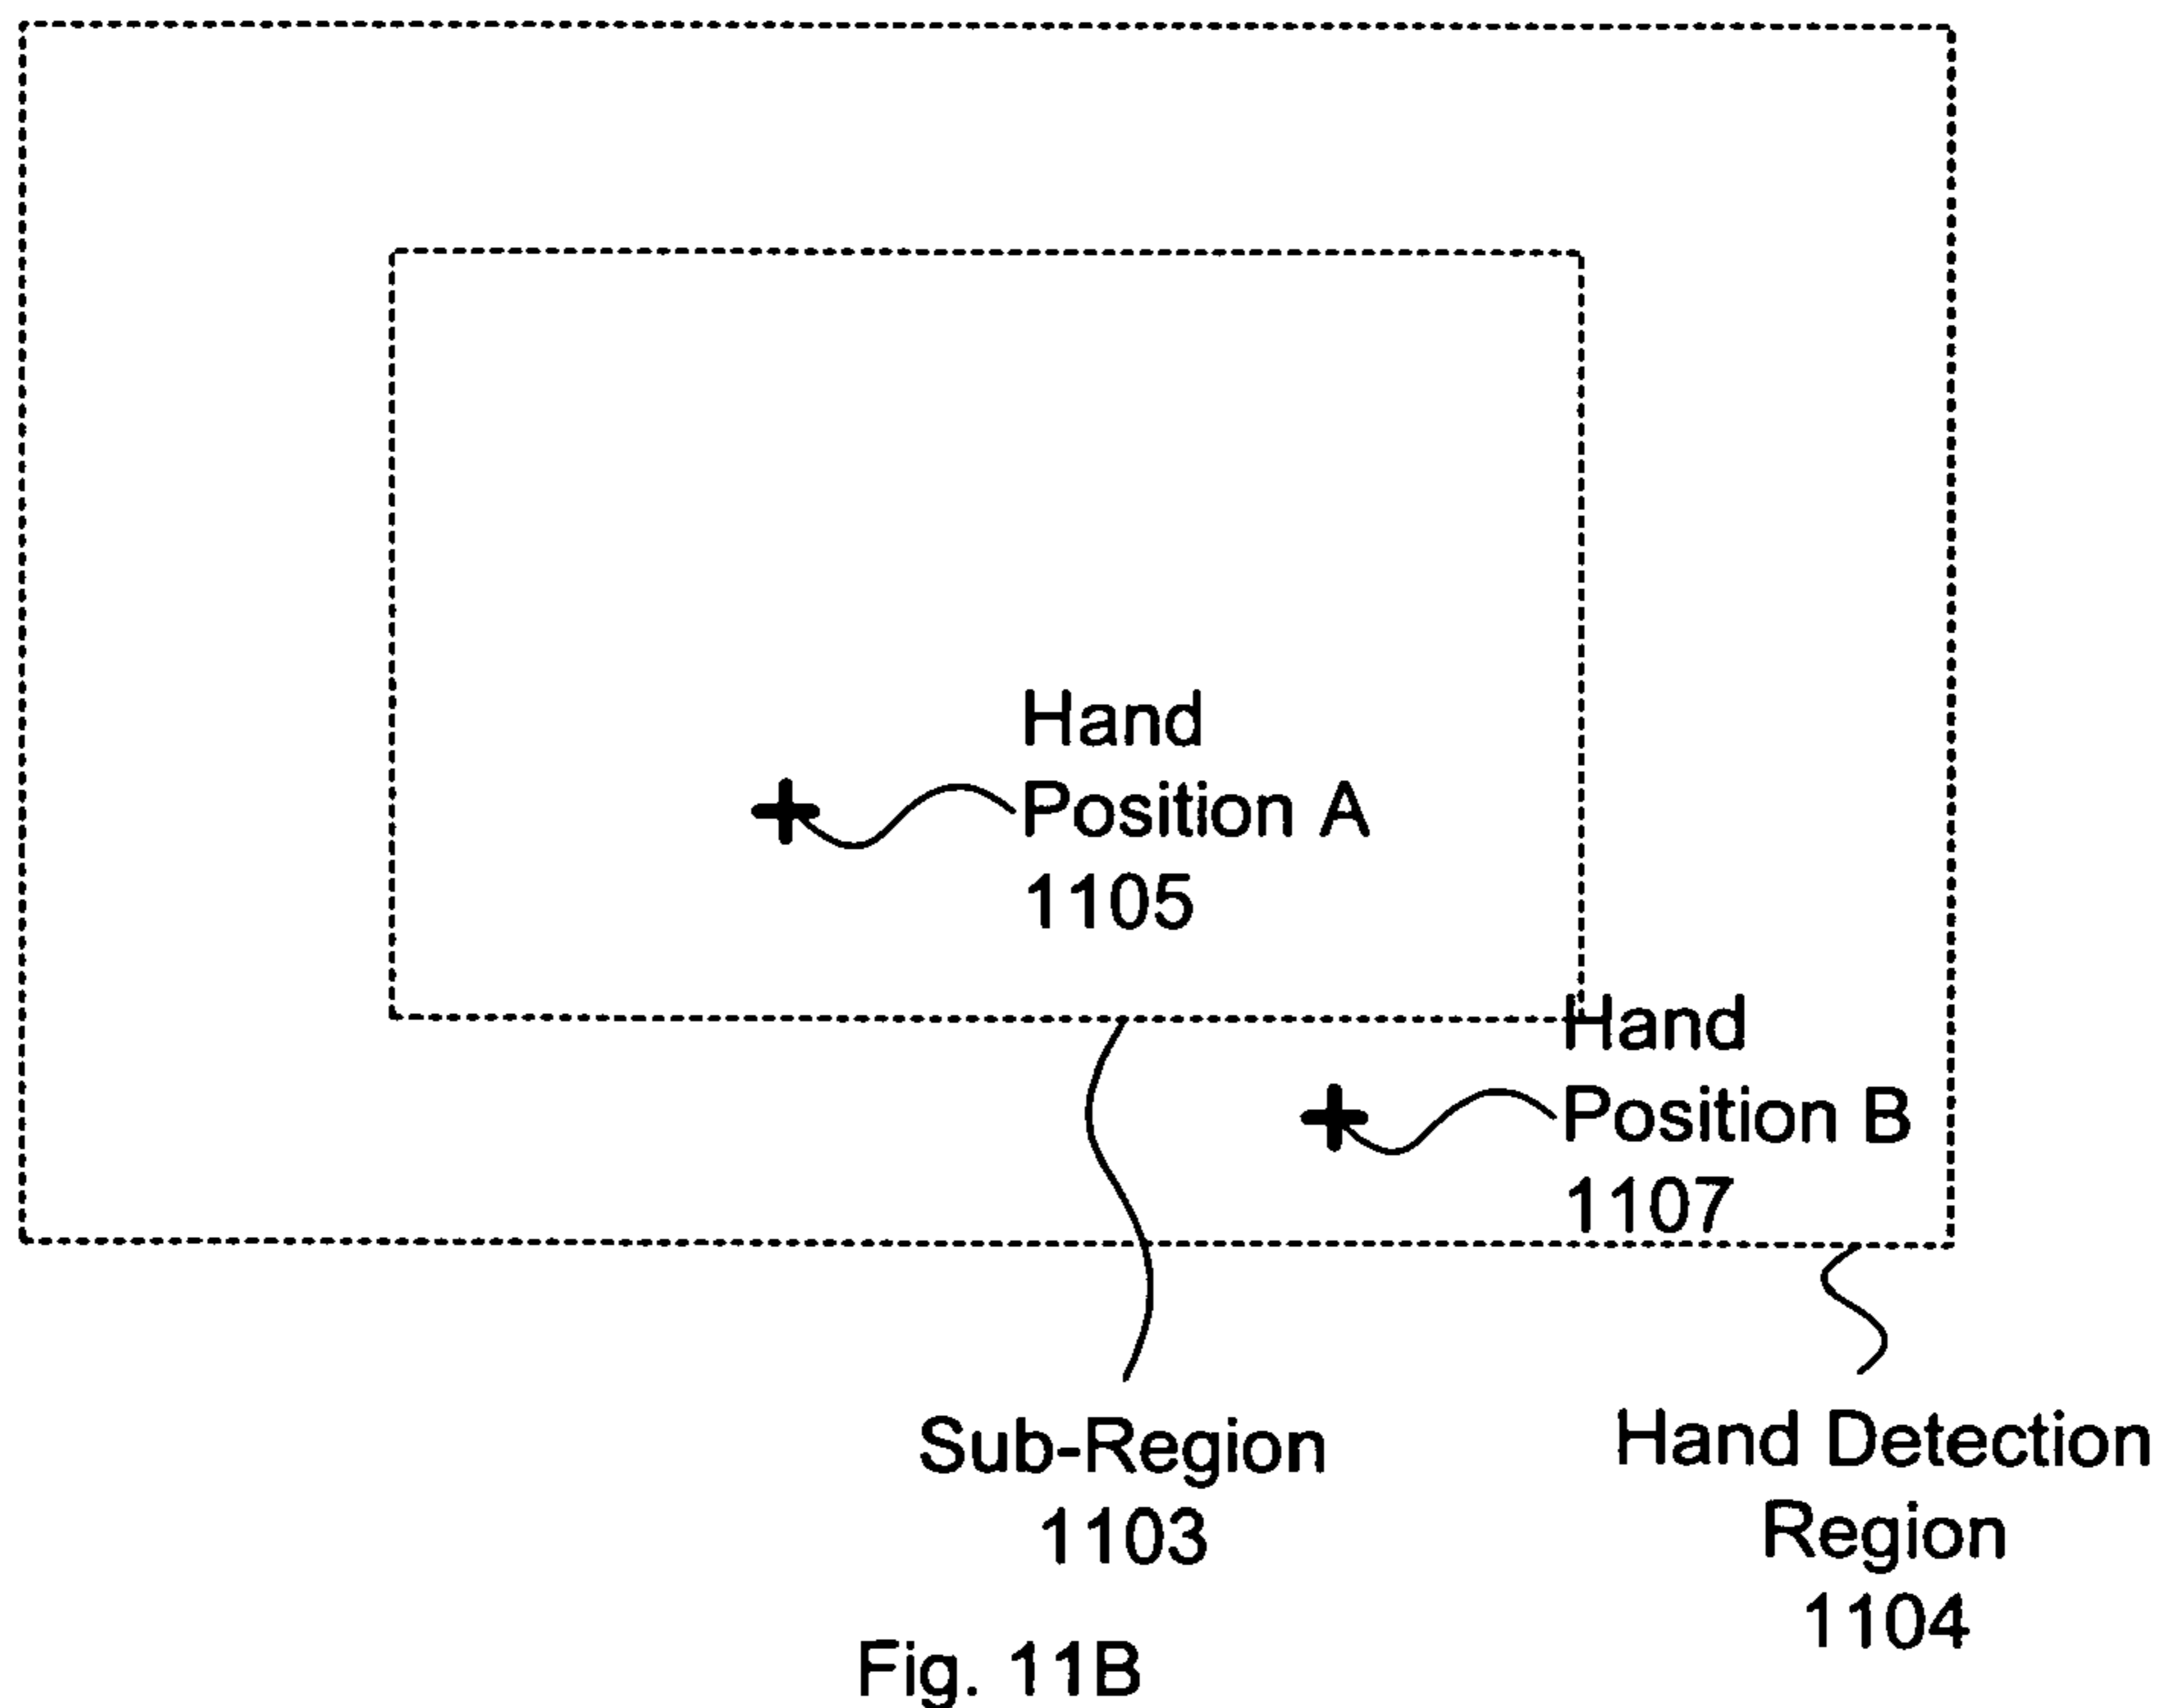 Hand
Position A
1105
Hand
Position B
1107
Sub-Region
1103
Hand Detection
Region
1104
Fig. 11B